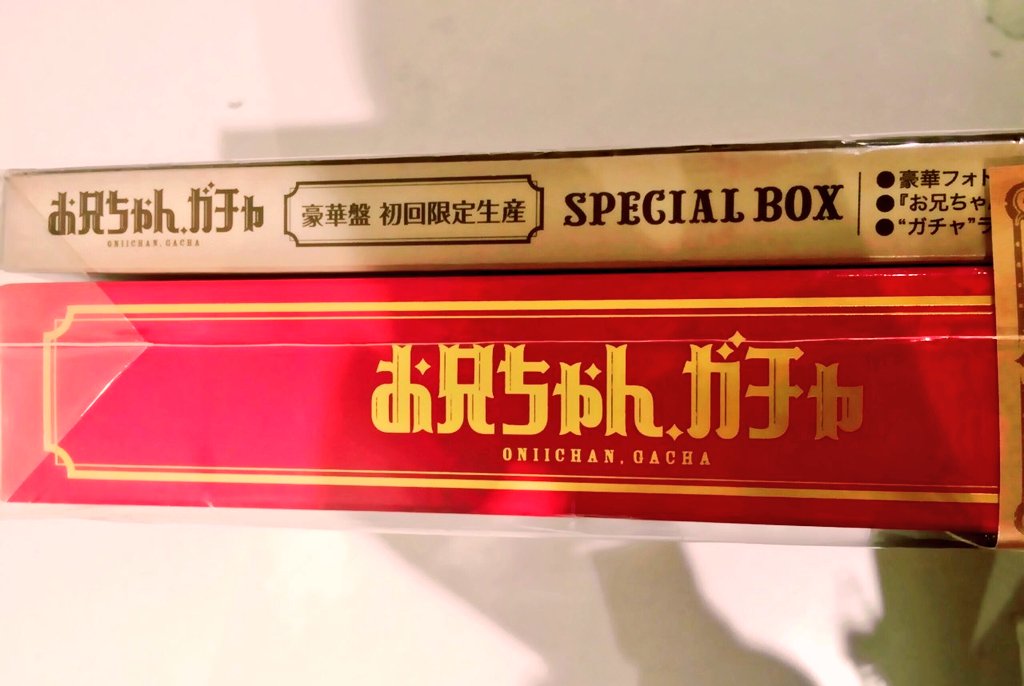 お兄ちゃん、ガチャ
ONIICHAN, GACHA
豪華盤 初回限定生産
SPECIAL BOX
●豪華フォト
●『お兄ちゃ
●“ガチャ”デ
お兄ちゃん、ガチャ
ONIICHAN, GACHA